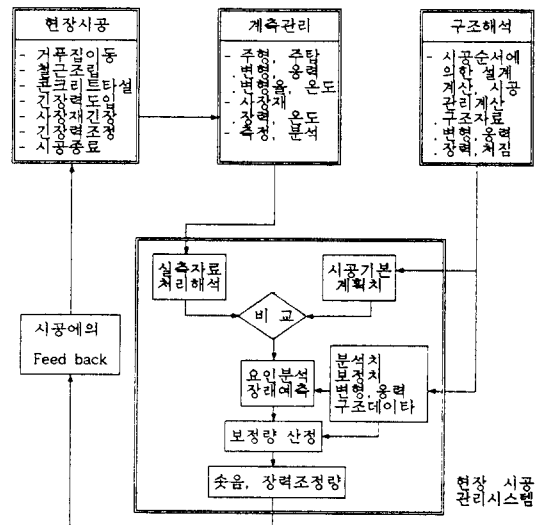 현장시공
- 거푸집이동
- 철근조립
- 콘크리트타설
- 긴장력도입
- 사장재긴장
- 긴장력조정
- 시공종료
계측관리
- 주형, 주탑
. 변형, 응력
. 변형율, 온도
- 사장재
. 장력, 온도
- 측정, 분석
구조해석
- 시공순서에
의한 설계
계산, 시공
관리계산
. 구조자료
. 변형, 응력
. 장력, 처짐
실측자료
처리해석
시공기본
계획치
비 교
시공에의
Feed back
요인분석
장래예측
분석치
보정치
변형, 응력
구조데이타
보정량 산정
솟음, 장력조정량
현장 시공
관리시스템